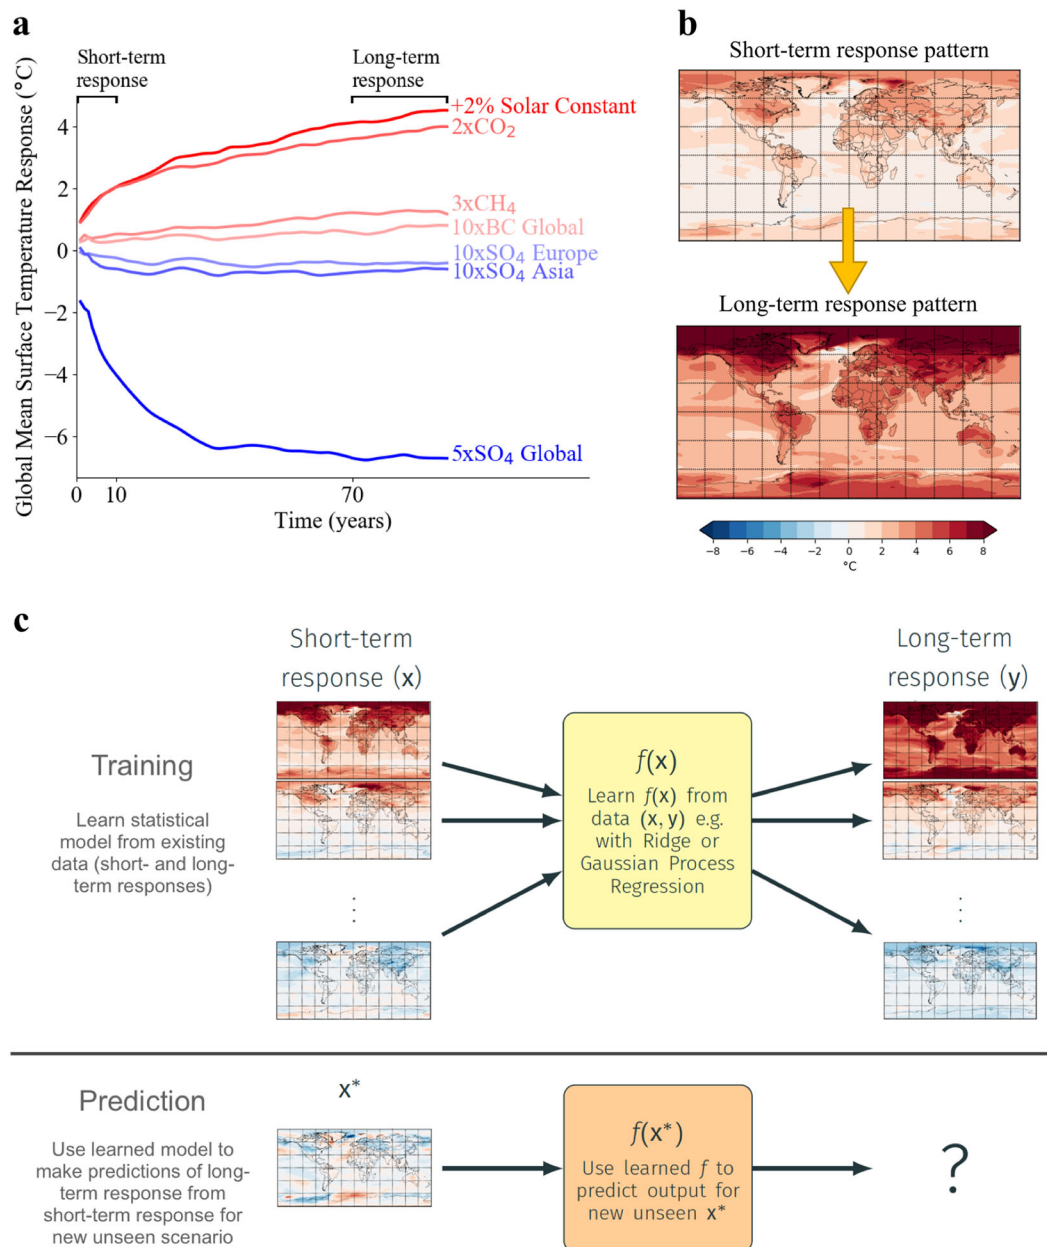 a
Short-term
response
Long-term
response
Global Mean Surface Temperature Response (°C)
4
2
0
−2
−4
−6
+2% Solar Constant
2xCO₂
3xCH₄
10xBC Global
10xSO₄ Europe
10xSO₄ Asia
5xSO₄ Global
0
10
70
Time (years)
b
Short-term response pattern
Long-term response pattern
−8 −6 −4 −2 0 2 4 6 8
°C
c
Short-term
response (x)
Long-term
response (y)
Training
Learn statistical
model from existing
data (short- and long-
term responses)
f(x)
Learn f(x) from
data (x, y) e.g.
with Ridge or
Gaussian Process
Regression
⋮
⋮
Prediction
Use learned model to
make predictions of long-
term response from
short-term response for
new unseen scenario
x*
f(x*)
Use learned f to
predict output for
new unseen x*
?